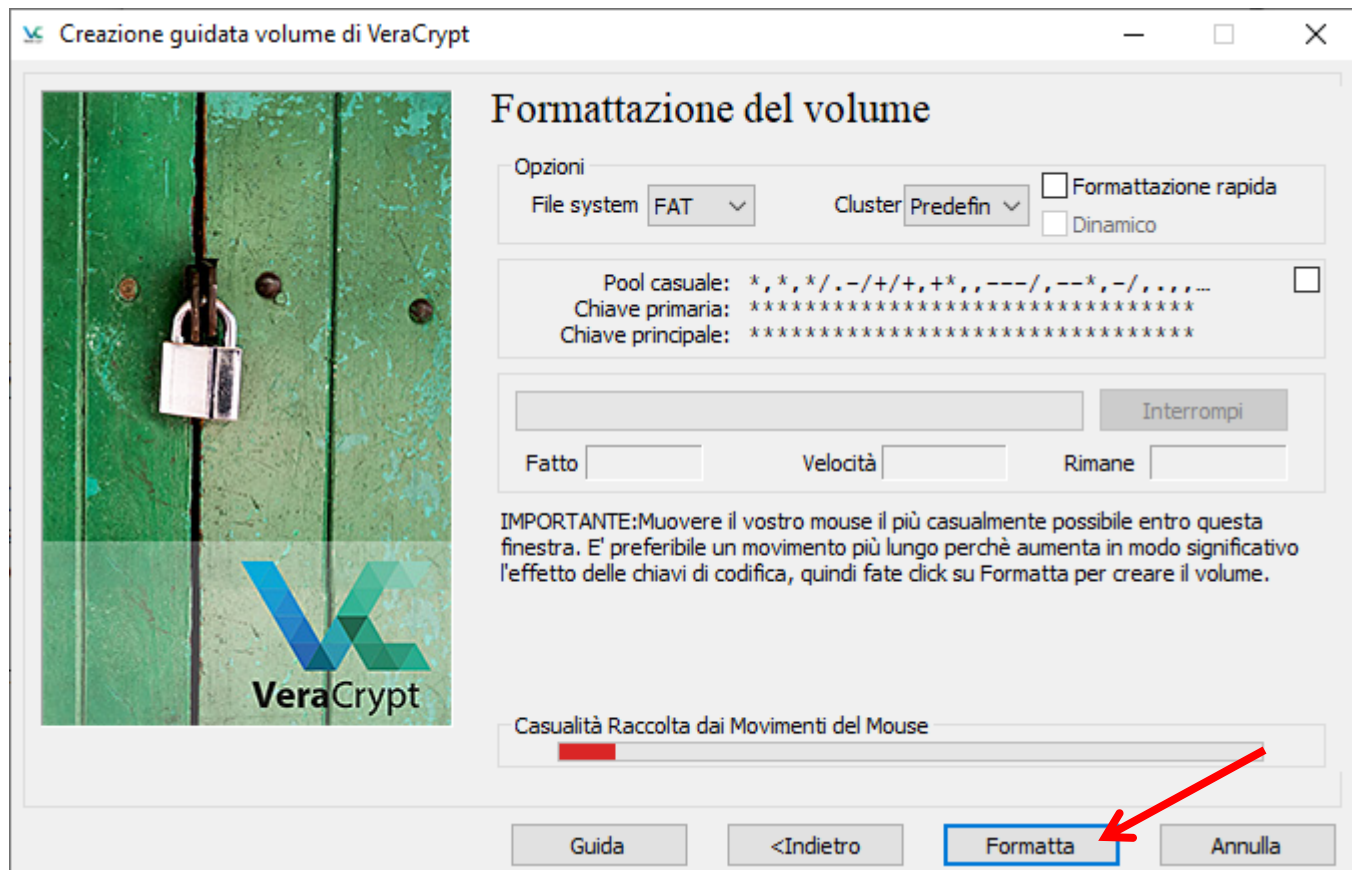 Creazione guidata volume di VeraCrypt
Formattazione del volume
Opzioni
File system FAT Cluster Predefin Formattazione rapida
Dinamico
Pool casuale: *,*,*/.-/+/+,+*,,---/,--*,-/,.,,...
Chiave primaria: *******************************
Chiave principale: *******************************
Interrompi
Fatto Velocità Rimane
IMPORTANTE:Muovere il vostro mouse il più casualmente possibile entro questa
finestra. E' preferibile un movimento più lungo perchè aumenta in modo significativo
l'effetto delle chiavi di codifica, quindi fate click su Formatta per creare il volume.
VeraCrypt
Casualità Raccolta dai Movimenti del Mouse
Guida <Indietro Formatta Annulla